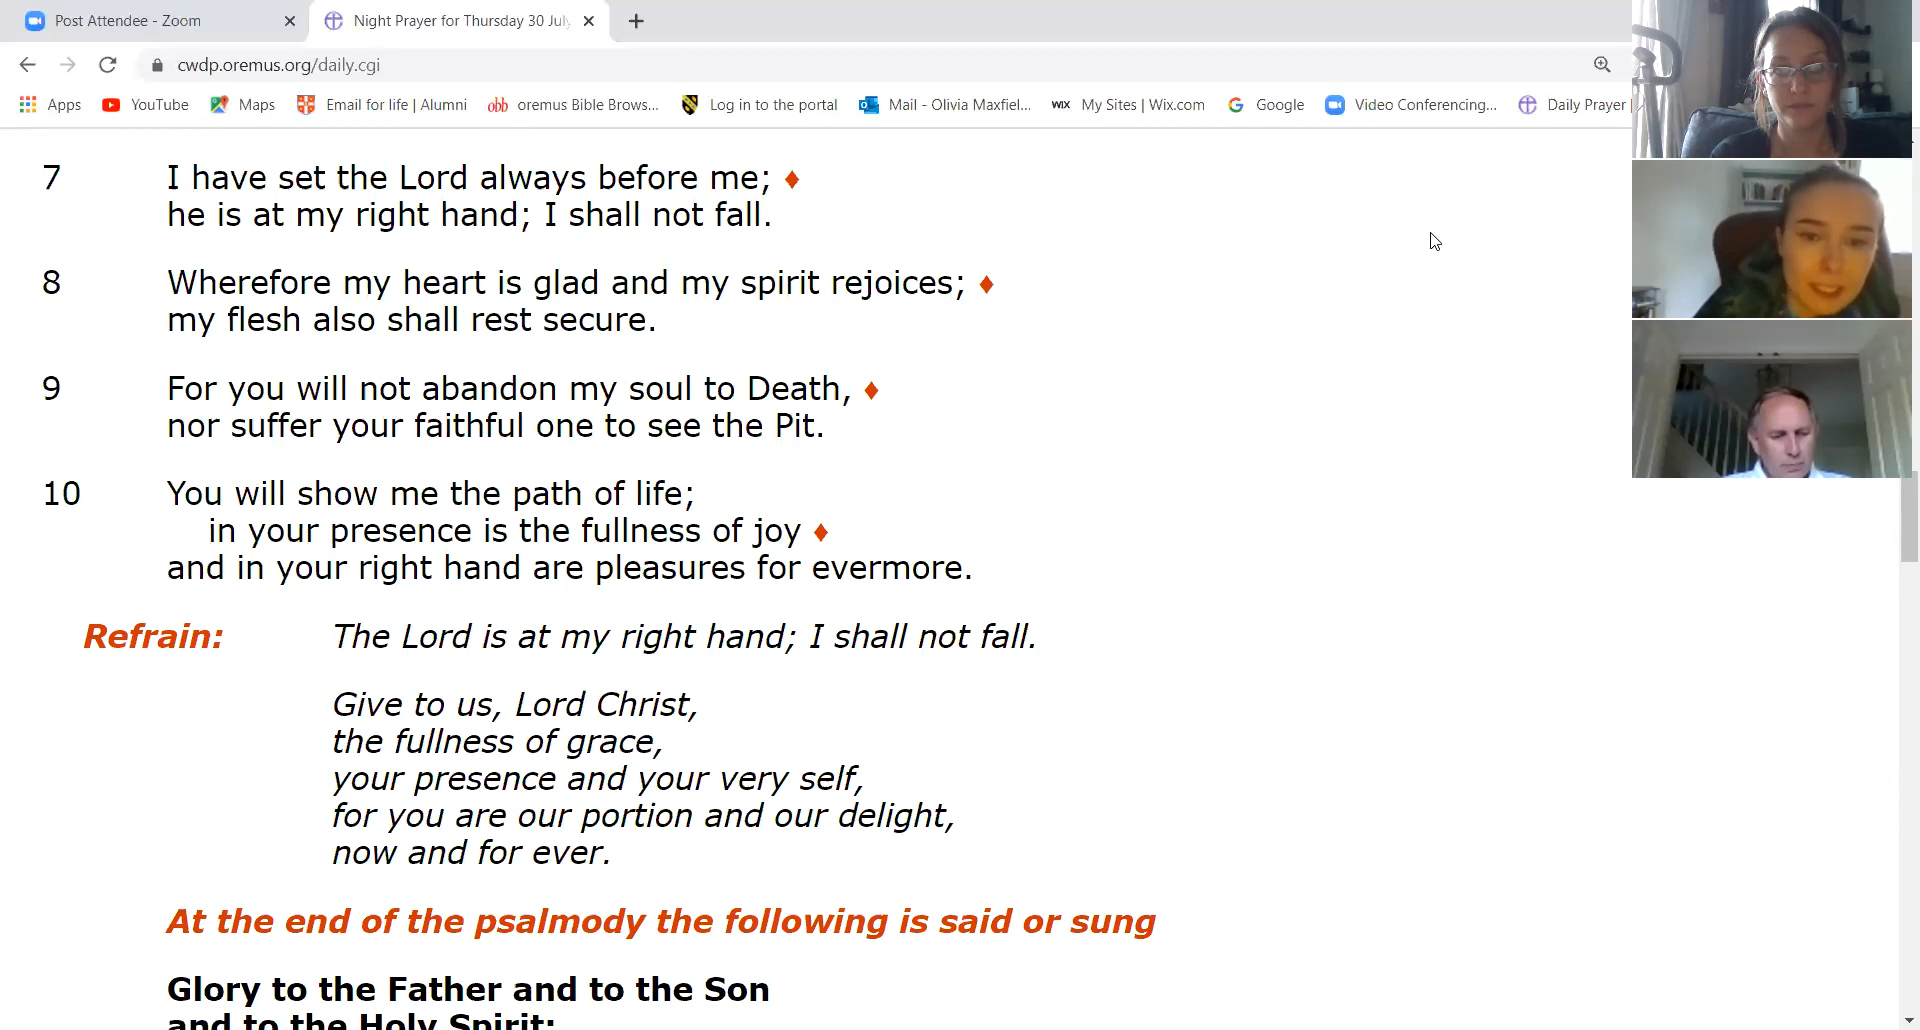 Post Attendee - Zoom
Night Prayer for Thursday 30 July
cwdp.oremus.org/daily.cgi
Apps
YouTube
Maps
Email for life | Alumni
obb oremus Bible Brows...
Log in to the portal
Mail - Olivia Maxfiel...
WIX My Sites | Wix.com
Google
Video Conferencing...
Daily Prayer |
7 I have set the Lord always before me; ♦
he is at my right hand; I shall not fall.
8 Wherefore my heart is glad and my spirit rejoices; ♦
my flesh also shall rest secure.
9 For you will not abandon my soul to Death, ♦
nor suffer your faithful one to see the Pit.
10 You will show me the path of life;
in your presence is the fullness of joy ♦
and in your right hand are pleasures for evermore.
Refrain: The Lord is at my right hand; I shall not fall.
Give to us, Lord Christ,
the fullness of grace,
your presence and your very self,
for you are our portion and our delight,
now and for ever.
At the end of the psalmody the following is said or sung
Glory to the Father and to the Son
and to the Holy Spirit;